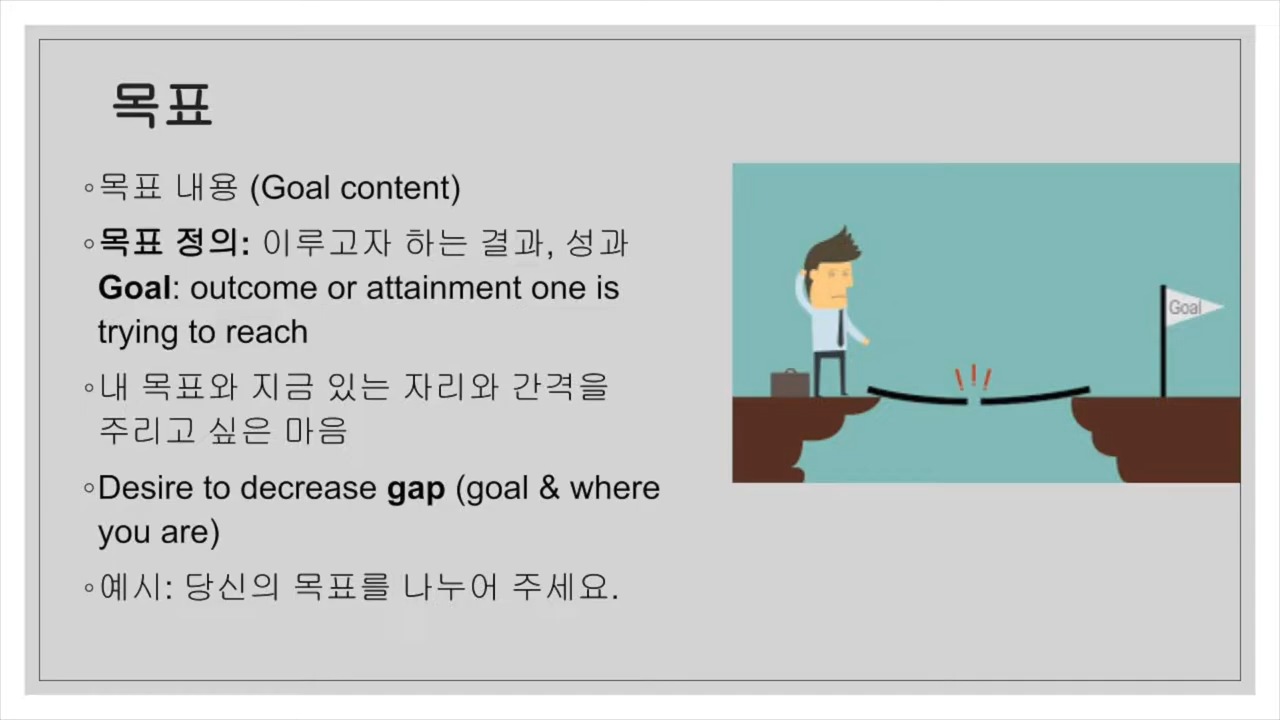 목표
◦목표 내용 (Goal content)
◦목표 정의: 이루고자 하는 결과, 성과
Goal: outcome or attainment one is
trying to reach
◦내 목표와 지금 있는 자리와 간격을
주리고 싶은 마음
◦Desire to decrease gap (goal & where
you are)
◦예시: 당신의 목표를 나누어 주세요.
Goal